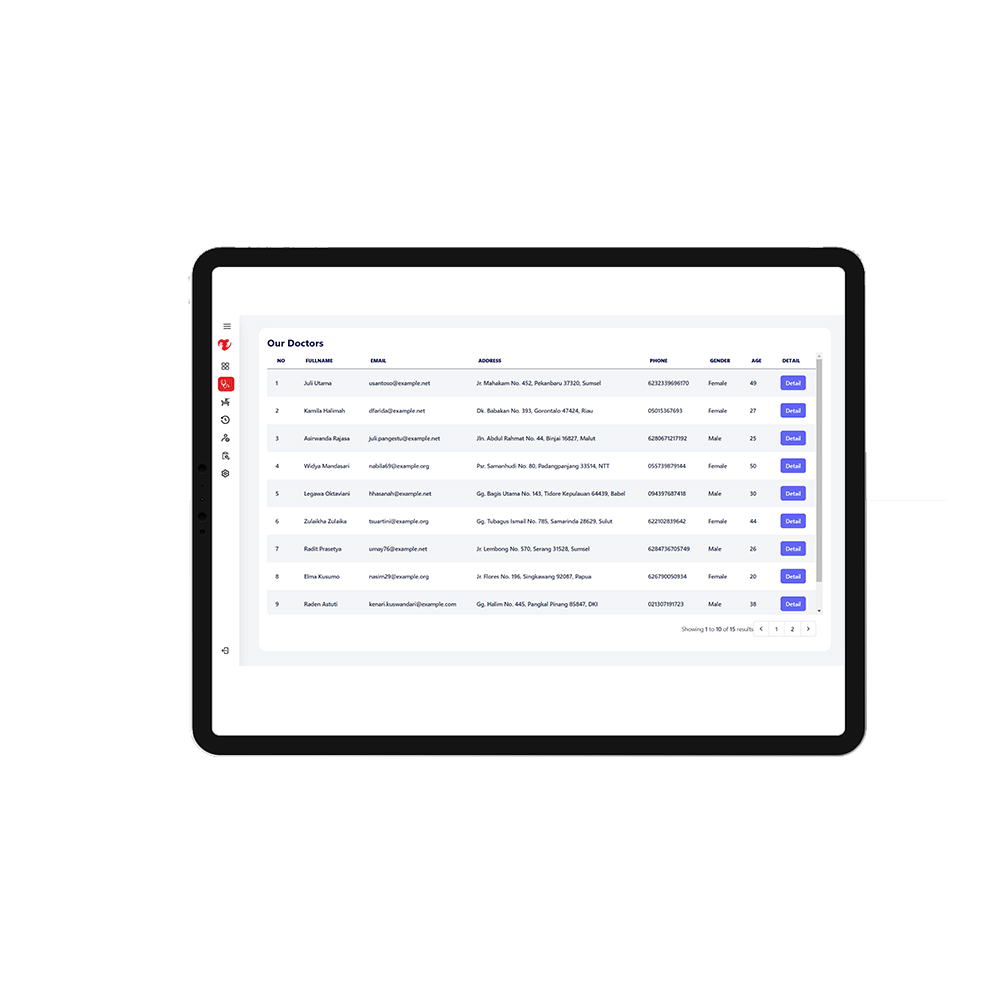 Our Doctors
NO FULLNAME EMAIL ADDRESS PHONE GENDER AGE DETAIL
1 Juli Utama usantoso@example.net Jr. Mahakam No. 452, Pekanbaru 37320, Sumsel 6232339696170 Female 49 Detail
2 Kamila Halimah dfarida@example.net Dk. Babakan No. 393, Gorontalo 47424, Riau 05015367693 Female 27 Detail
3 Asirwanda Rajasa juli.pangestu@example.net Jln. Abdul Rahmat No. 44, Binjai 16827, Malut 6280671217192 Male 25 Detail
4 Widya Mandasari nabila69@example.org Psr. Samanhudi No. 80, Padangpanjang 33514, NTT 055739879144 Female 50 Detail
5 Legawa Oktaviani hhasanah@example.net Gg. Bagis Utama No. 143, Tidore Kepulauan 64439, Babel 094397687418 Male 30 Detail
6 Zulaikha Zulaika tsuartini@example.org Gg. Tubagus Ismail No. 785, Samarinda 28629, Sulut 622102839642 Female 44 Detail
7 Radit Prasetya umay76@example.net Jr. Lembong No. 570, Serang 31528, Sumsel 6284736705749 Male 26 Detail
8 Elma Kusumo nasim29@example.org Jr. Flores No. 196, Singkawang 92087, Papua 626790050934 Female 20 Detail
9 Raden Astuti kenari.kuswandari@example.com Gg. Halim No. 445, Pangkal Pinang 85847, DKI 021307191723 Male 38 Detail
Showing 1 to 10 of 15 results 1 2